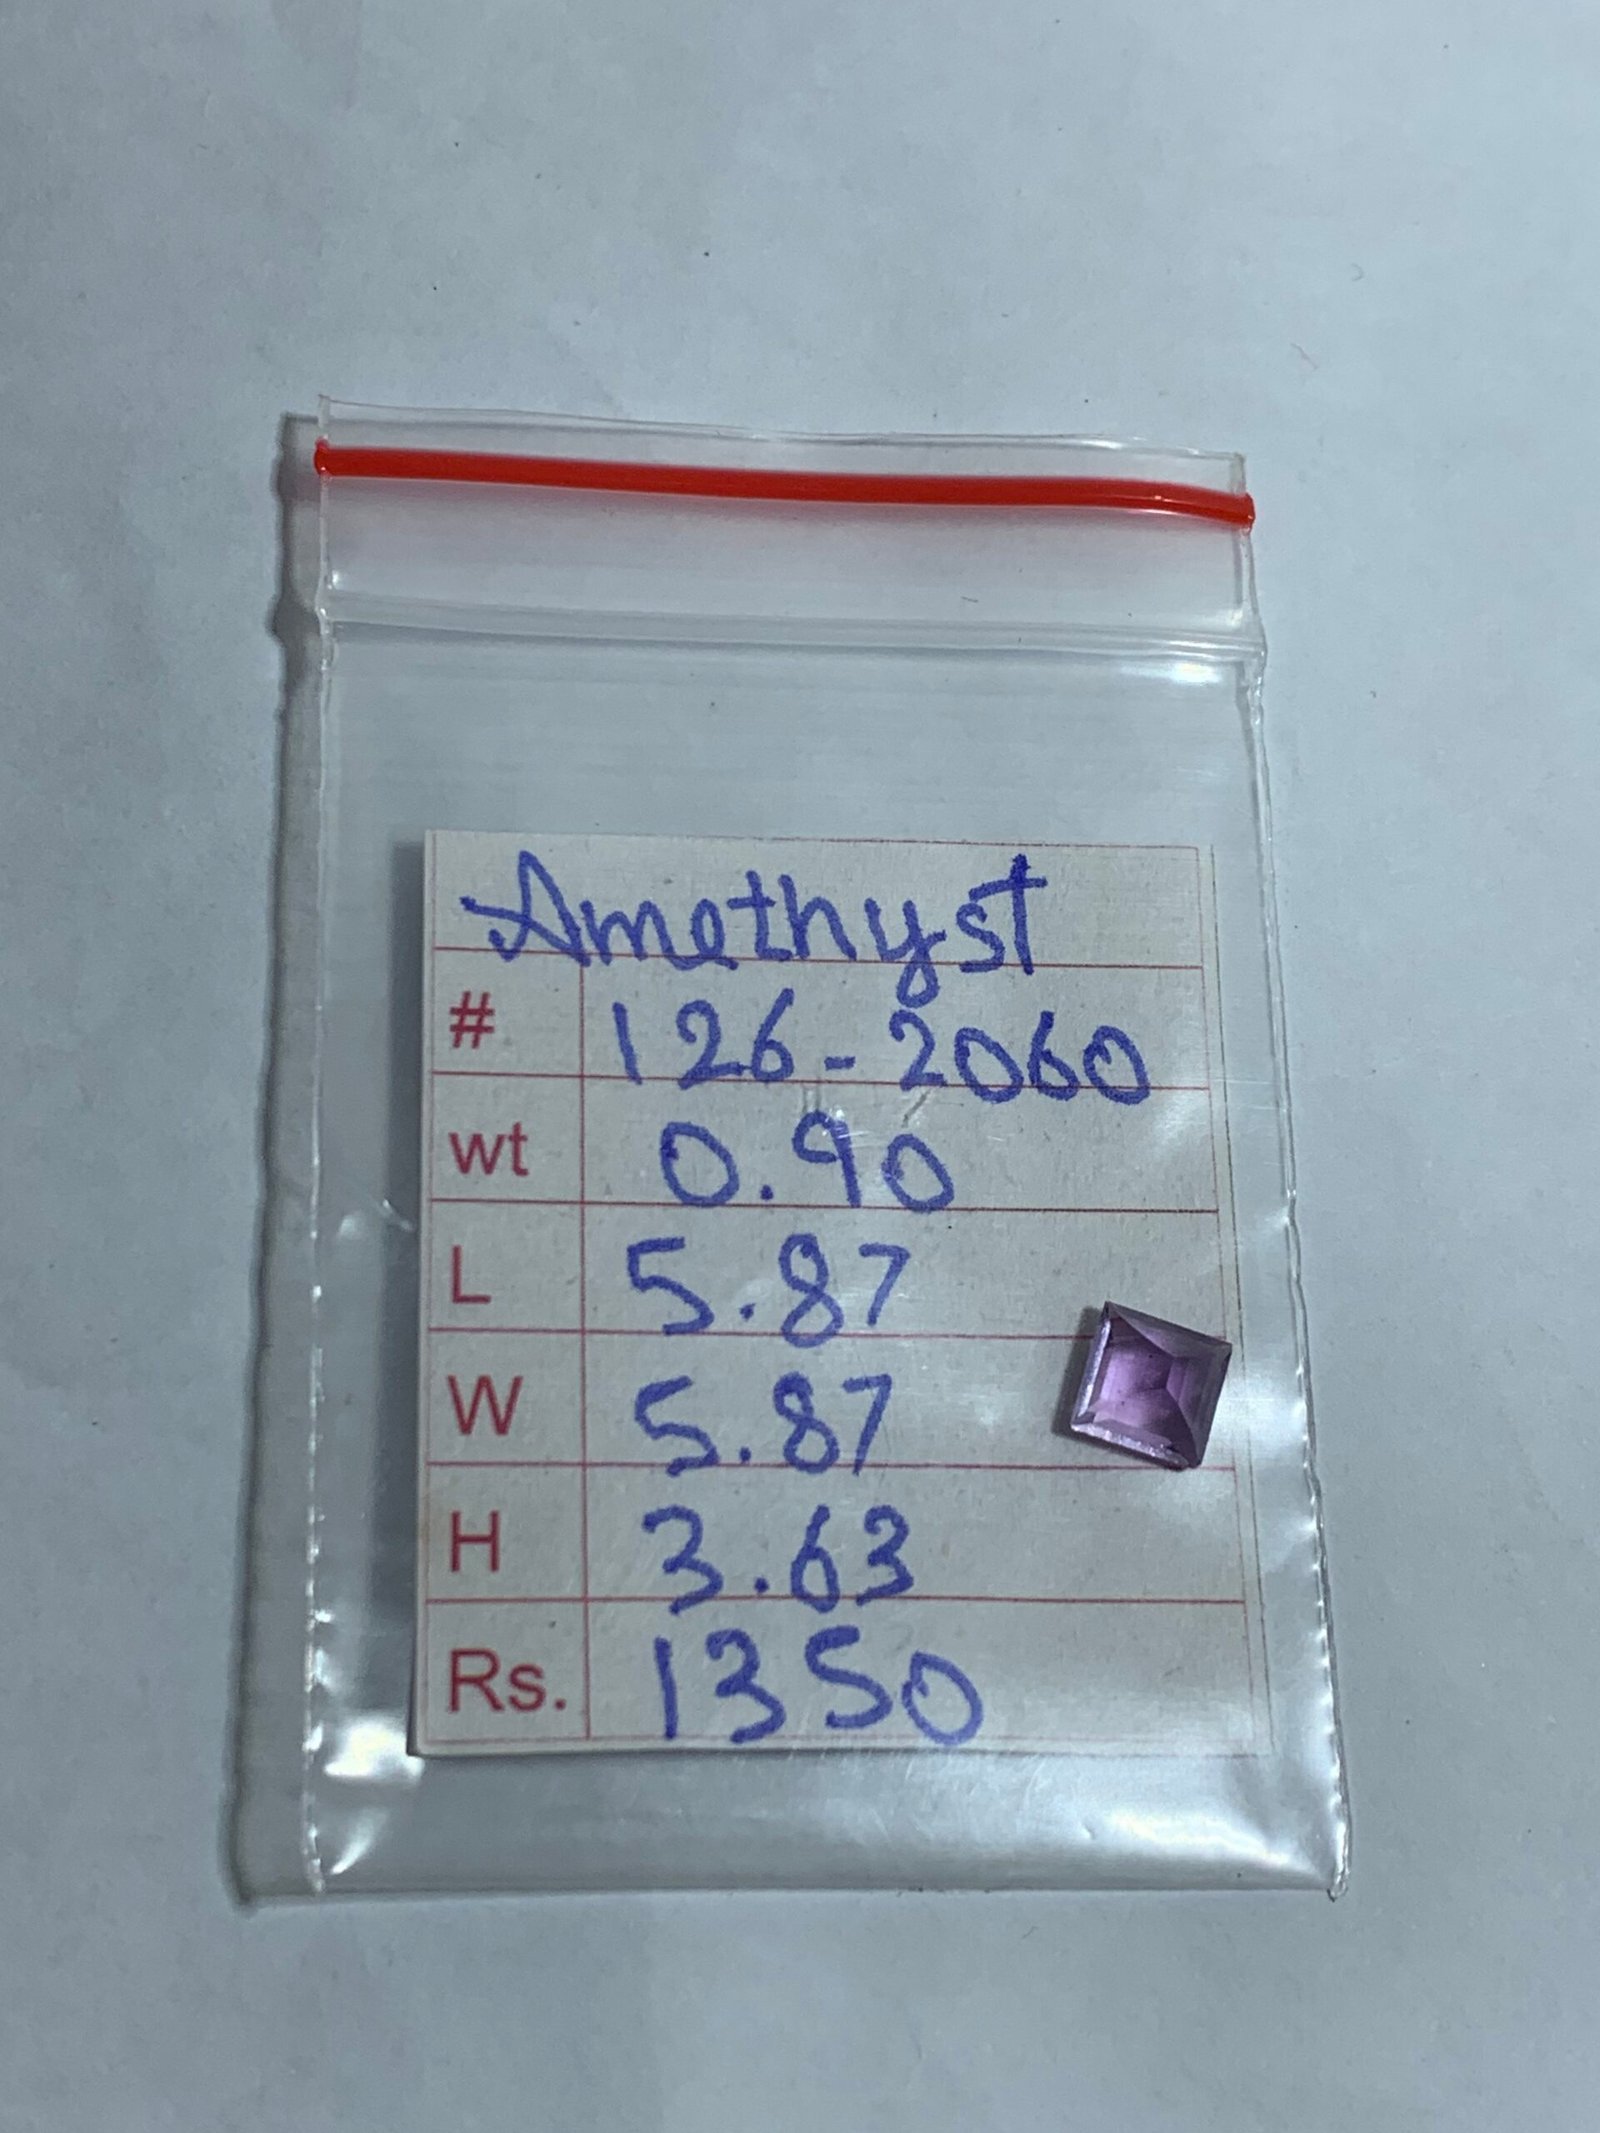 Amethyst
# 126-2060
wt 0.90
L 5.87
W 5.87
H 3.63
Rs. 1350